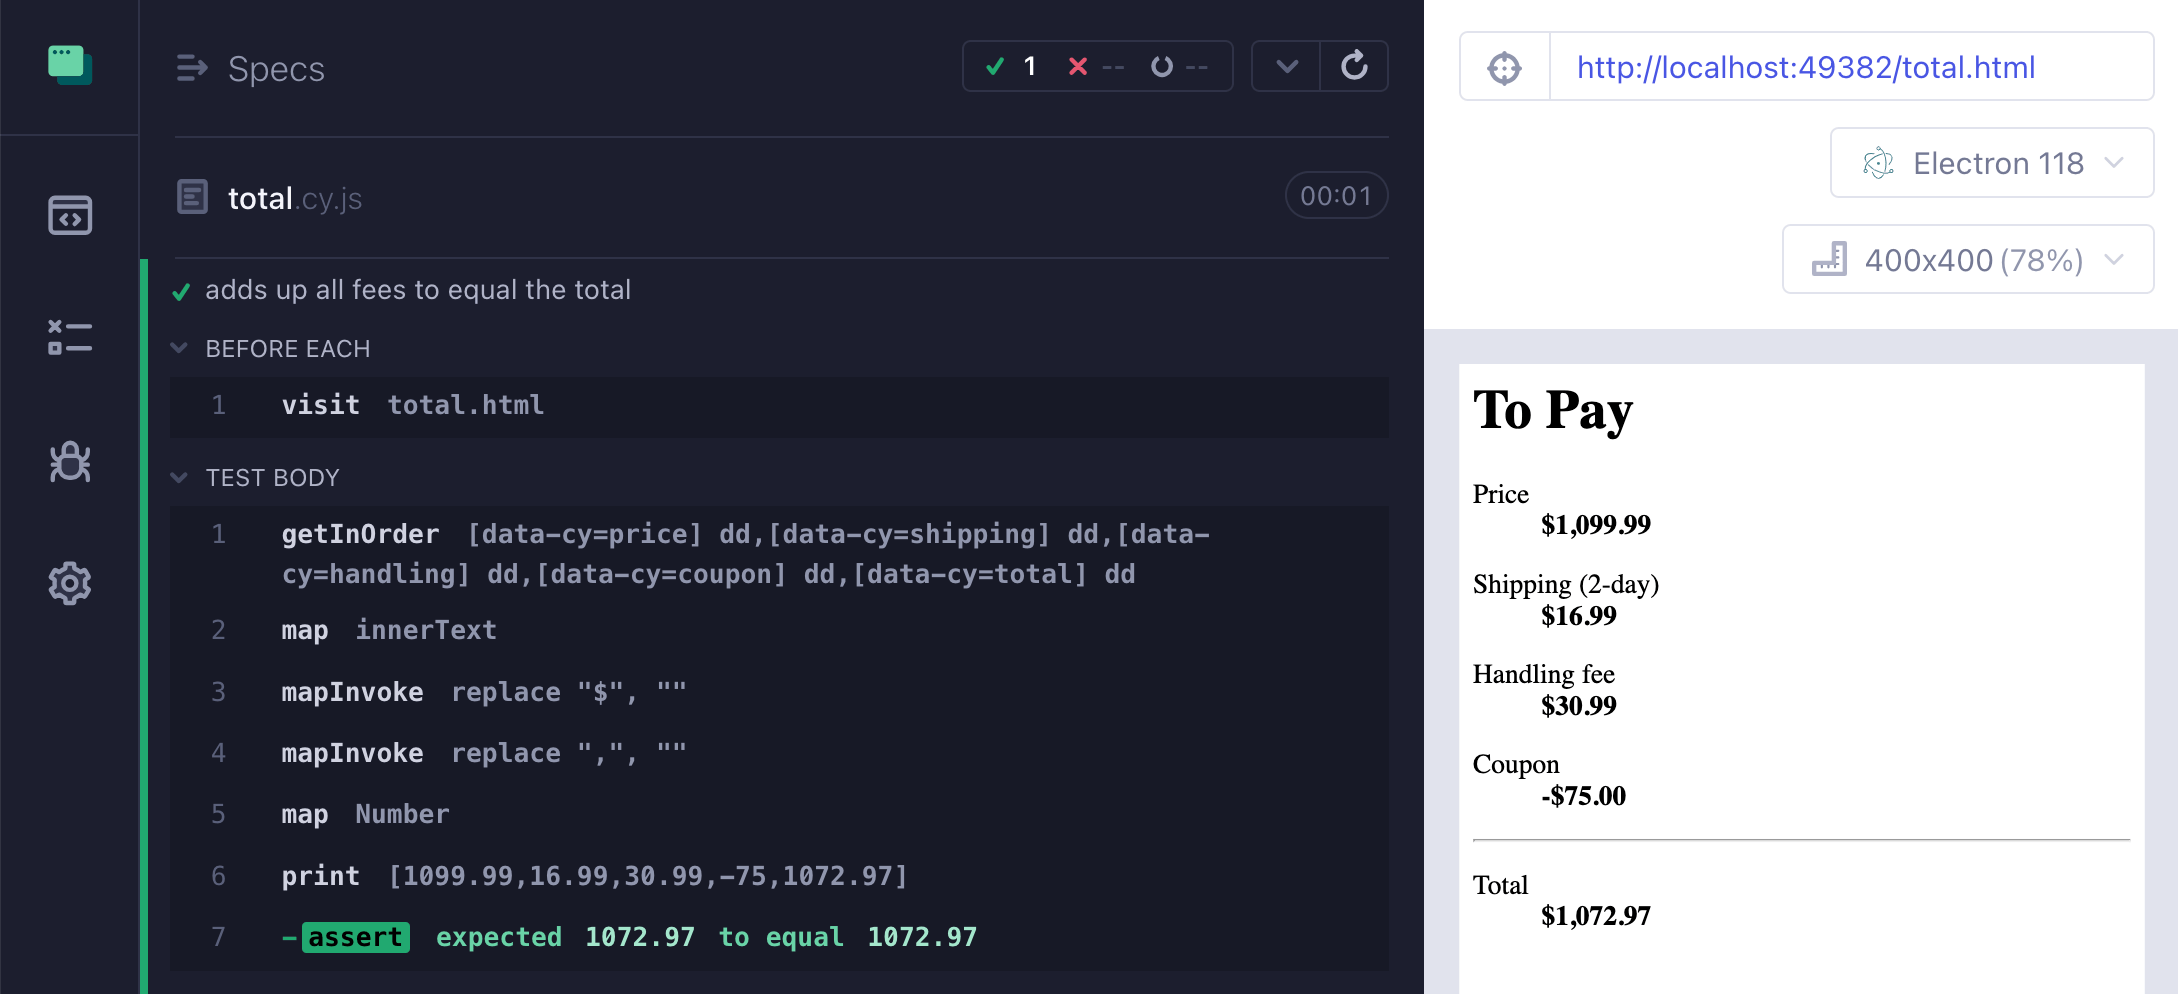 Specs
1 -- --
total.cy.js
00:01
adds up all fees to equal the total
BEFORE EACH
1 visit total.html
TEST BODY
1 getInOrder [data-cy=price] dd,[data-cy=shipping] dd,[data-
cy=handling] dd,[data-cy=coupon] dd,[data-cy=total] dd
2 map innerText
3 mapInvoke replace "$", ""
4 mapInvoke replace ",", ""
5 map Number
6 print [1099.99,16.99,30.99,-75,1072.97]
7 -assert expected 1072.97 to equal 1072.97
http://localhost:49382/total.html
Electron 118
400x400 (78%)
To Pay
Price
$1,099.99
Shipping (2-day)
$16.99
Handling fee
$30.99
Coupon
-$75.00
Total
$1,072.97